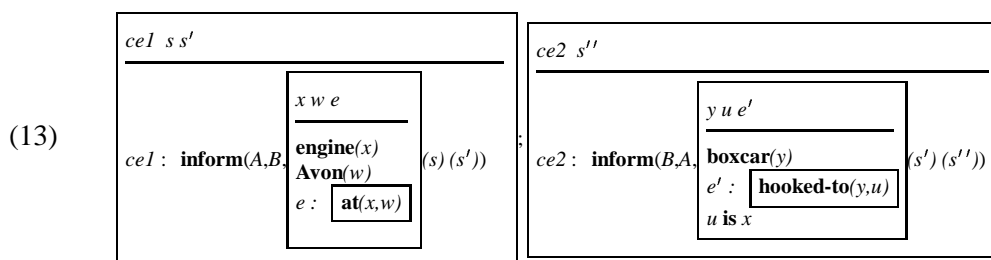 (13)
ce1 s s′
ce1 : inform(A,B,
x w e
engine(x)
Avon(w)
e : at(x,w)
(s) (s′))
;
ce2 s′′
ce2 : inform(B,A,
y u e′
boxcar(y)
e′ : hooked-to(y,u)
u is x
(s′) (s′′))